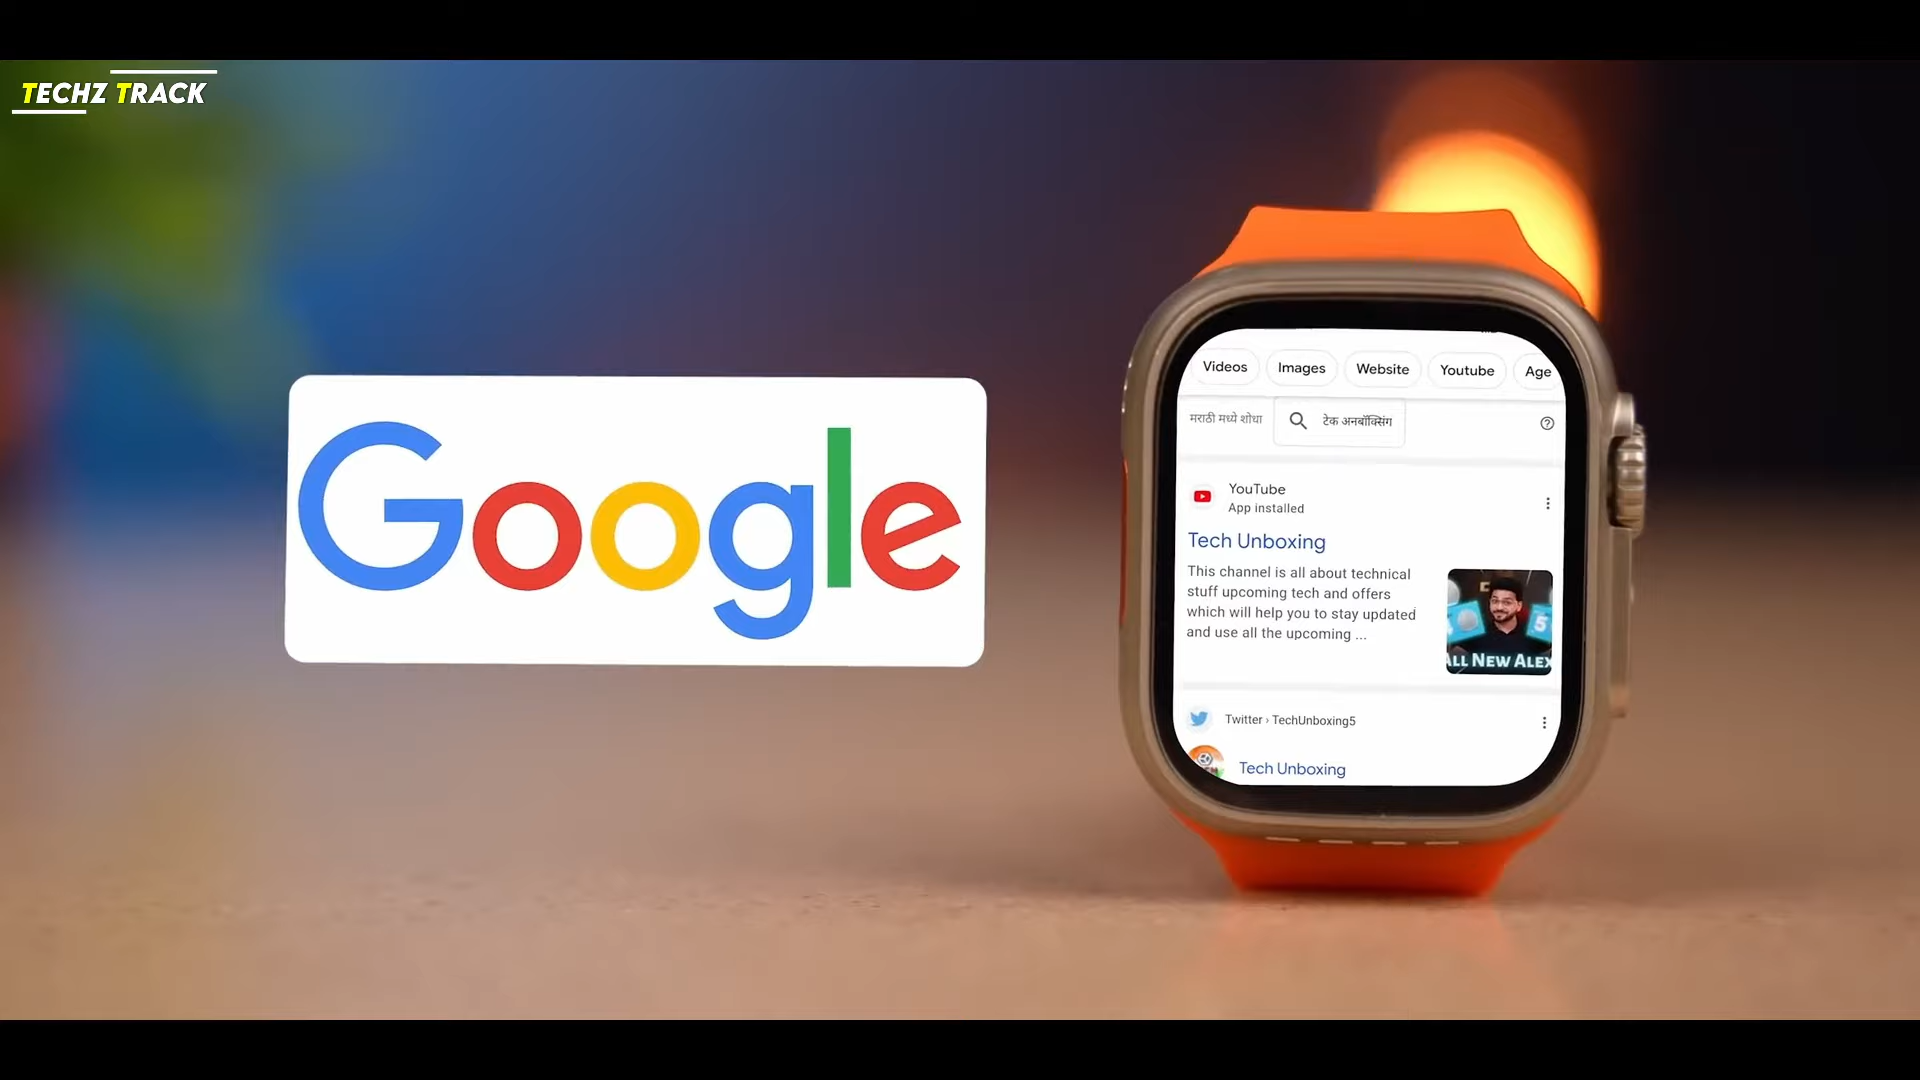 TECHZ TRACK
Google
Videos Images Website Youtube Age
मराठी मध्ये शोधा टेक अनबॉक्सिंग
YouTube
App installed
Tech Unboxing
This channel is all about technical
stuff upcoming tech and offers
which will help you to stay updated
and use all the upcoming ...
ALL NEW ALEX
Twitter › TechUnboxing5
Tech Unboxing